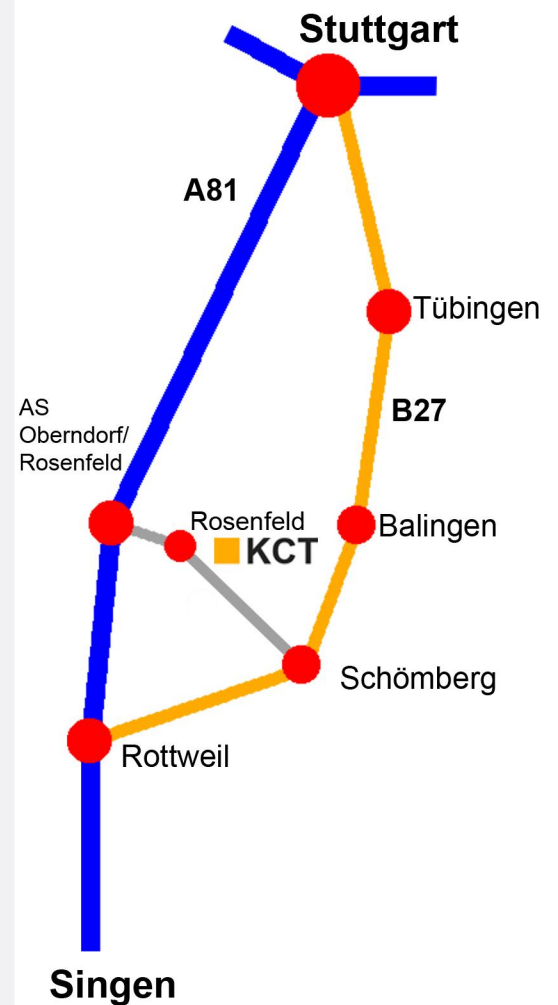 Stuttgart
A81
Tübingen
B27
AS
Oberndorf/
Rosenfeld
Rosenfeld
KCT
Balingen
Schömberg
Rottweil
Singen